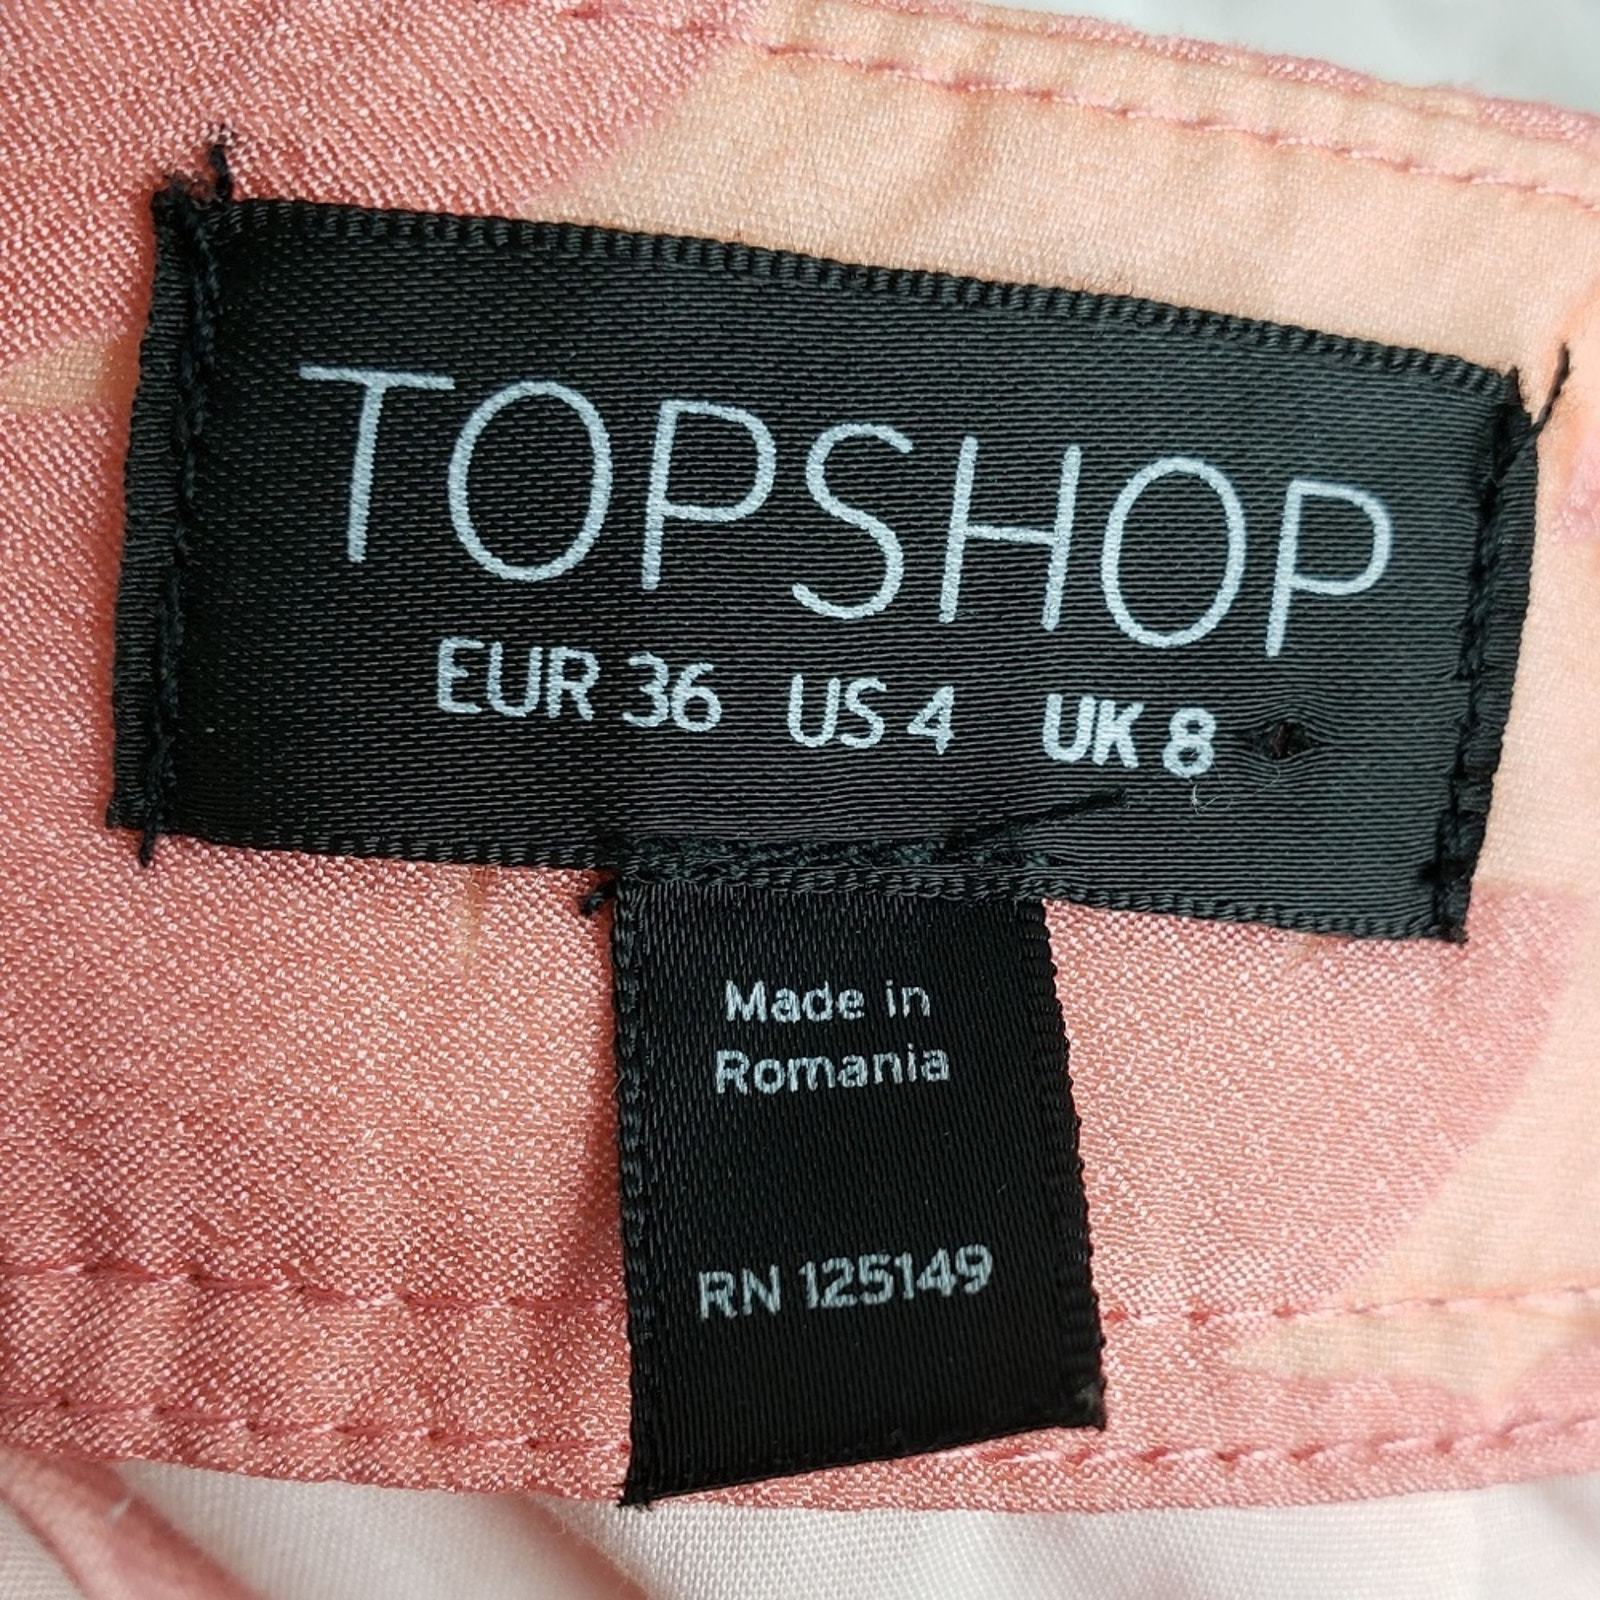 TOPSHOP
EUR 36 US 4 UK 8
Made in
Romania
RN 125149